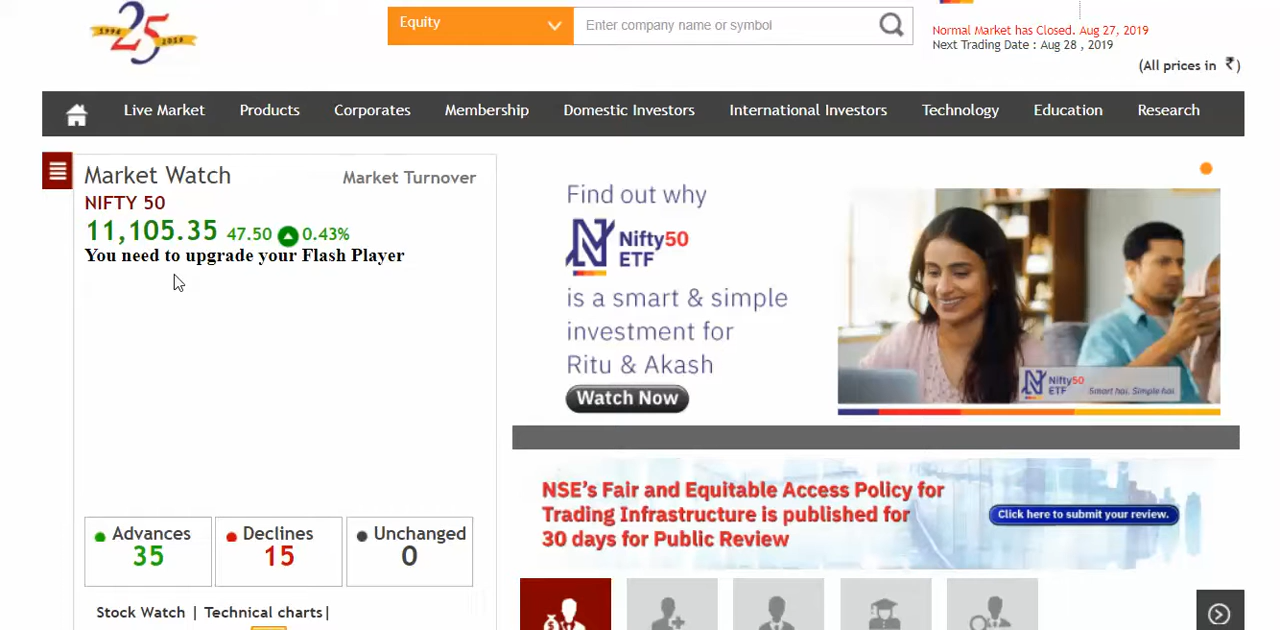 1994 25 2019
Equity
Enter company name or symbol
Normal Market has Closed. Aug 27, 2019
Next Trading Date : Aug 28 , 2019
(All prices in ₹)
Live Market Products Corporates Membership Domestic Investors International Investors Technology Education Research
Market Watch
Market Turnover
NIFTY 50
11,105.35 47.50 0.43%
You need to upgrade your Flash Player
Find out why
Nifty50
ETF
is a smart & simple
investment for
Ritu & Akash
Watch Now
Nifty50
ETF
Smart hai. Simple hai.
NSE's Fair and Equitable Access Policy for
Trading Infrastructure is published for
30 days for Public Review
Click here to submit your review.
Advances
35
Declines
15
Unchanged
0
Stock Watch | Technical charts|